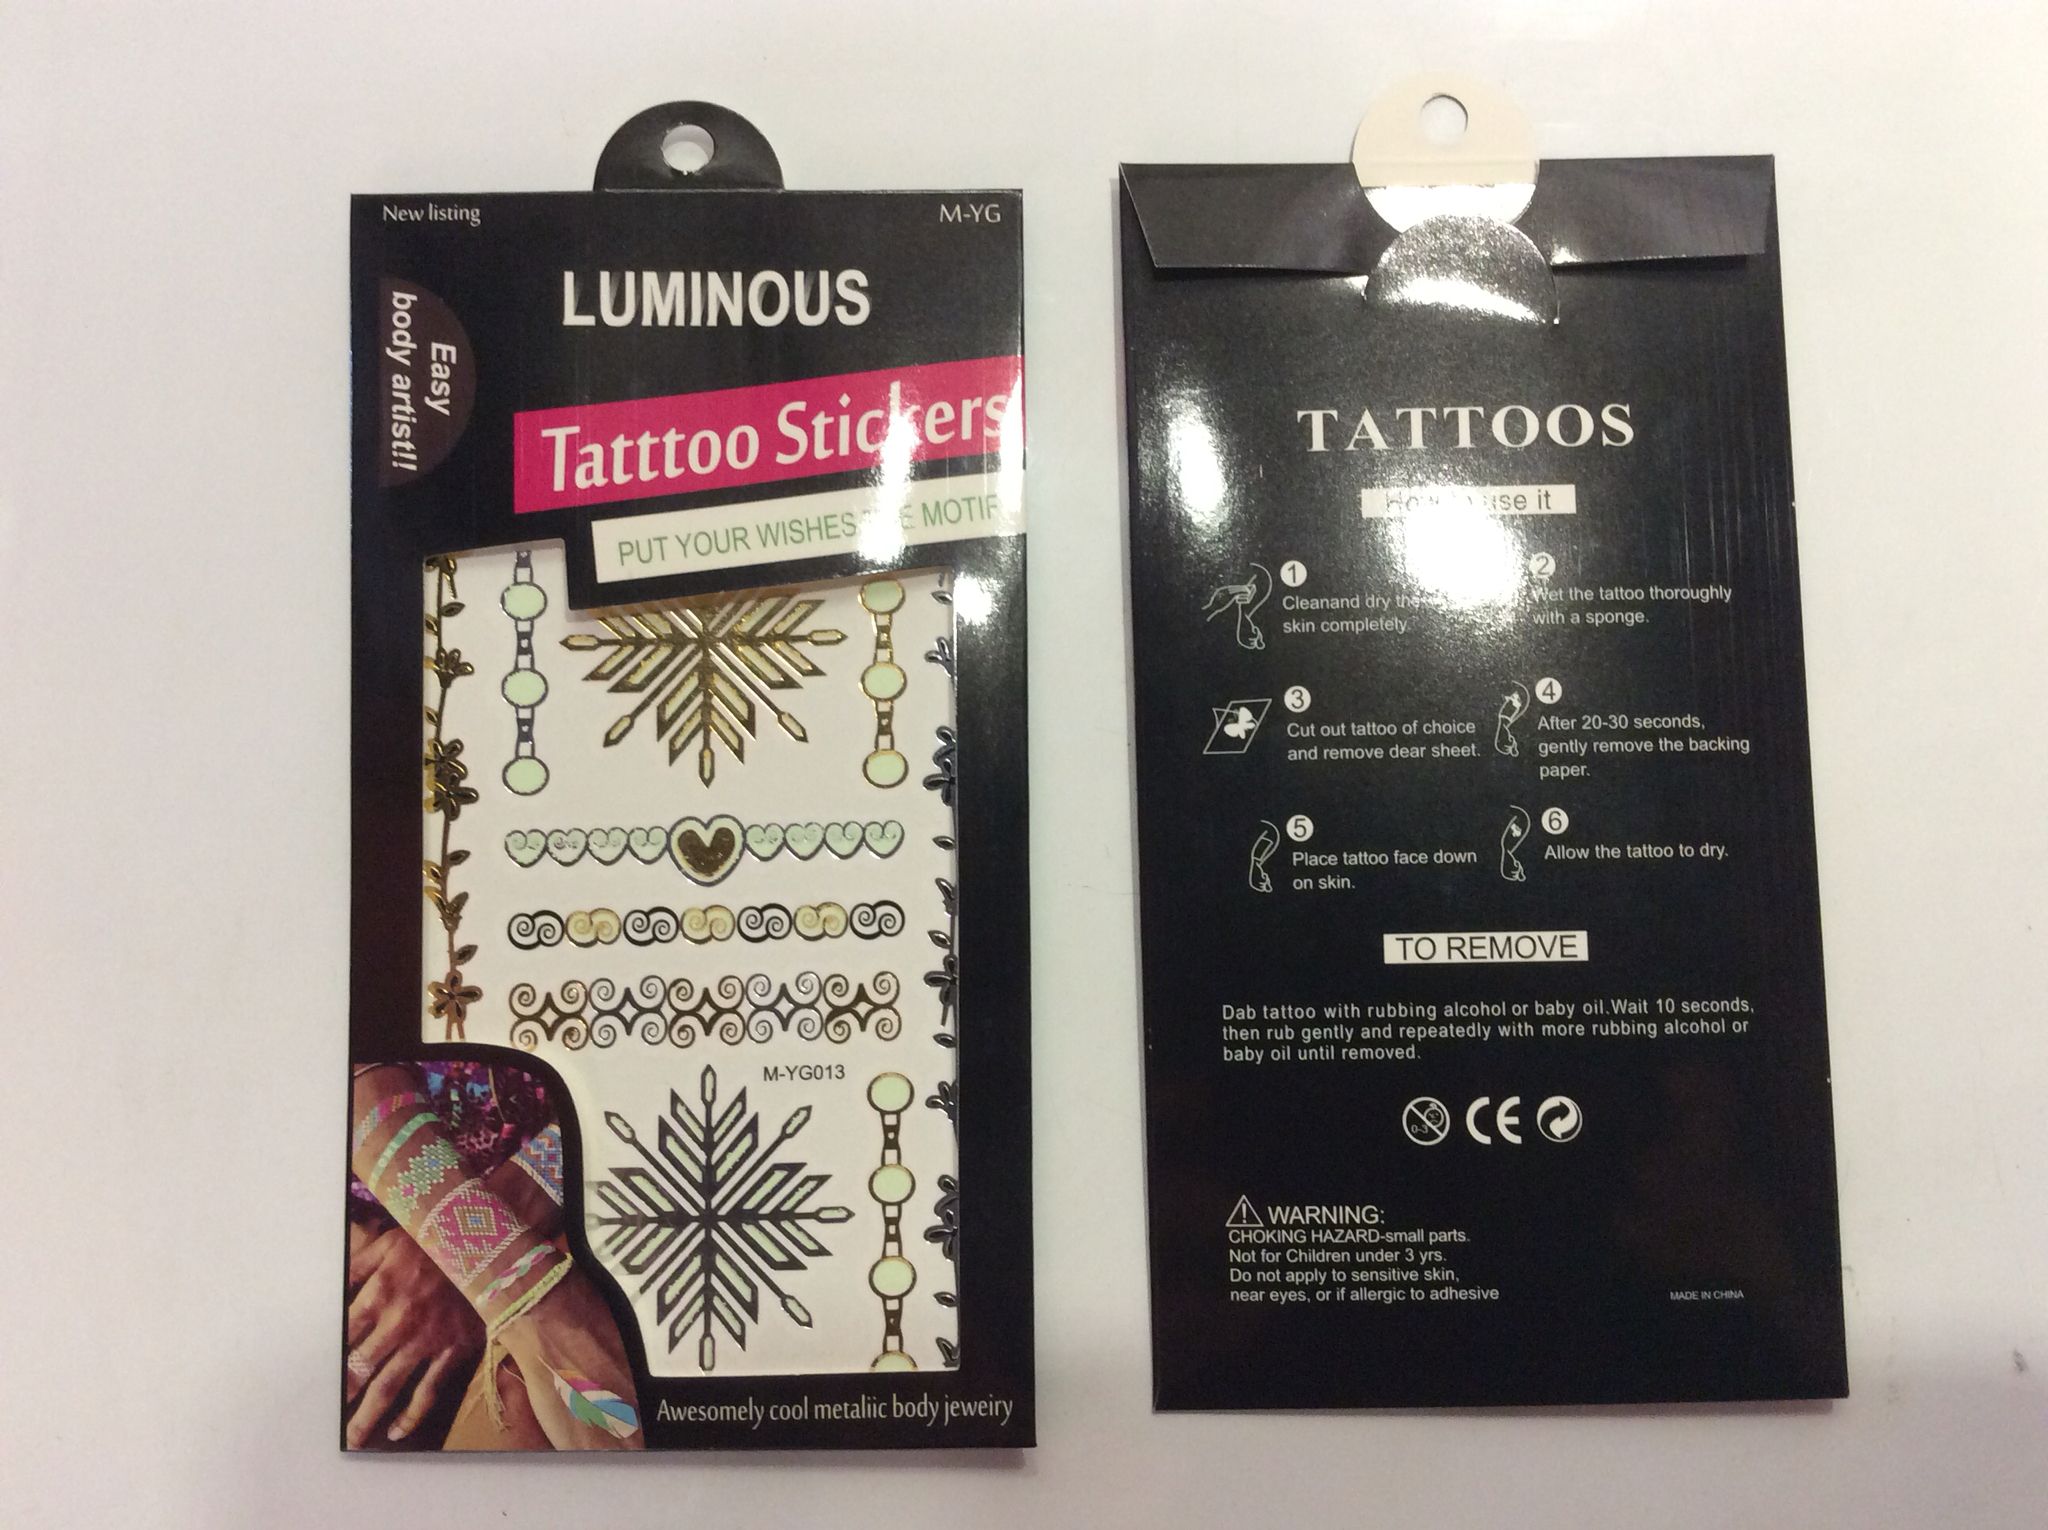 New listing
M-YG
LUMINOUS
Easy
body artist!!
Tatttoo Stickers
PUT YOUR WISHES MOTIF
M-YG013
Awesomely cool metaliic body jeweiry
TATTOOS
How to use it
1
Cleanand dry the
skin completely.
2
Wet the tattoo thoroughly
with a sponge.
3
Cut out tattoo of choice
and remove dear sheet.
4
After 20-30 seconds,
gently remove the backing
paper.
5
Place tattoo face down
on skin.
6
Allow the tattoo to dry.
TO REMOVE
Dab tattoo with rubbing alcohol or baby oil.Wait 10 seconds,
then rub gently and repeatedly with more rubbing alcohol or
baby oil until removed.
0-3
CE
WARNING:
CHOKING HAZARD-small parts.
Not for Children under 3 yrs.
Do not apply to sensitive skin,
near eyes, or if allergic to adhesive
MADE IN CHINA